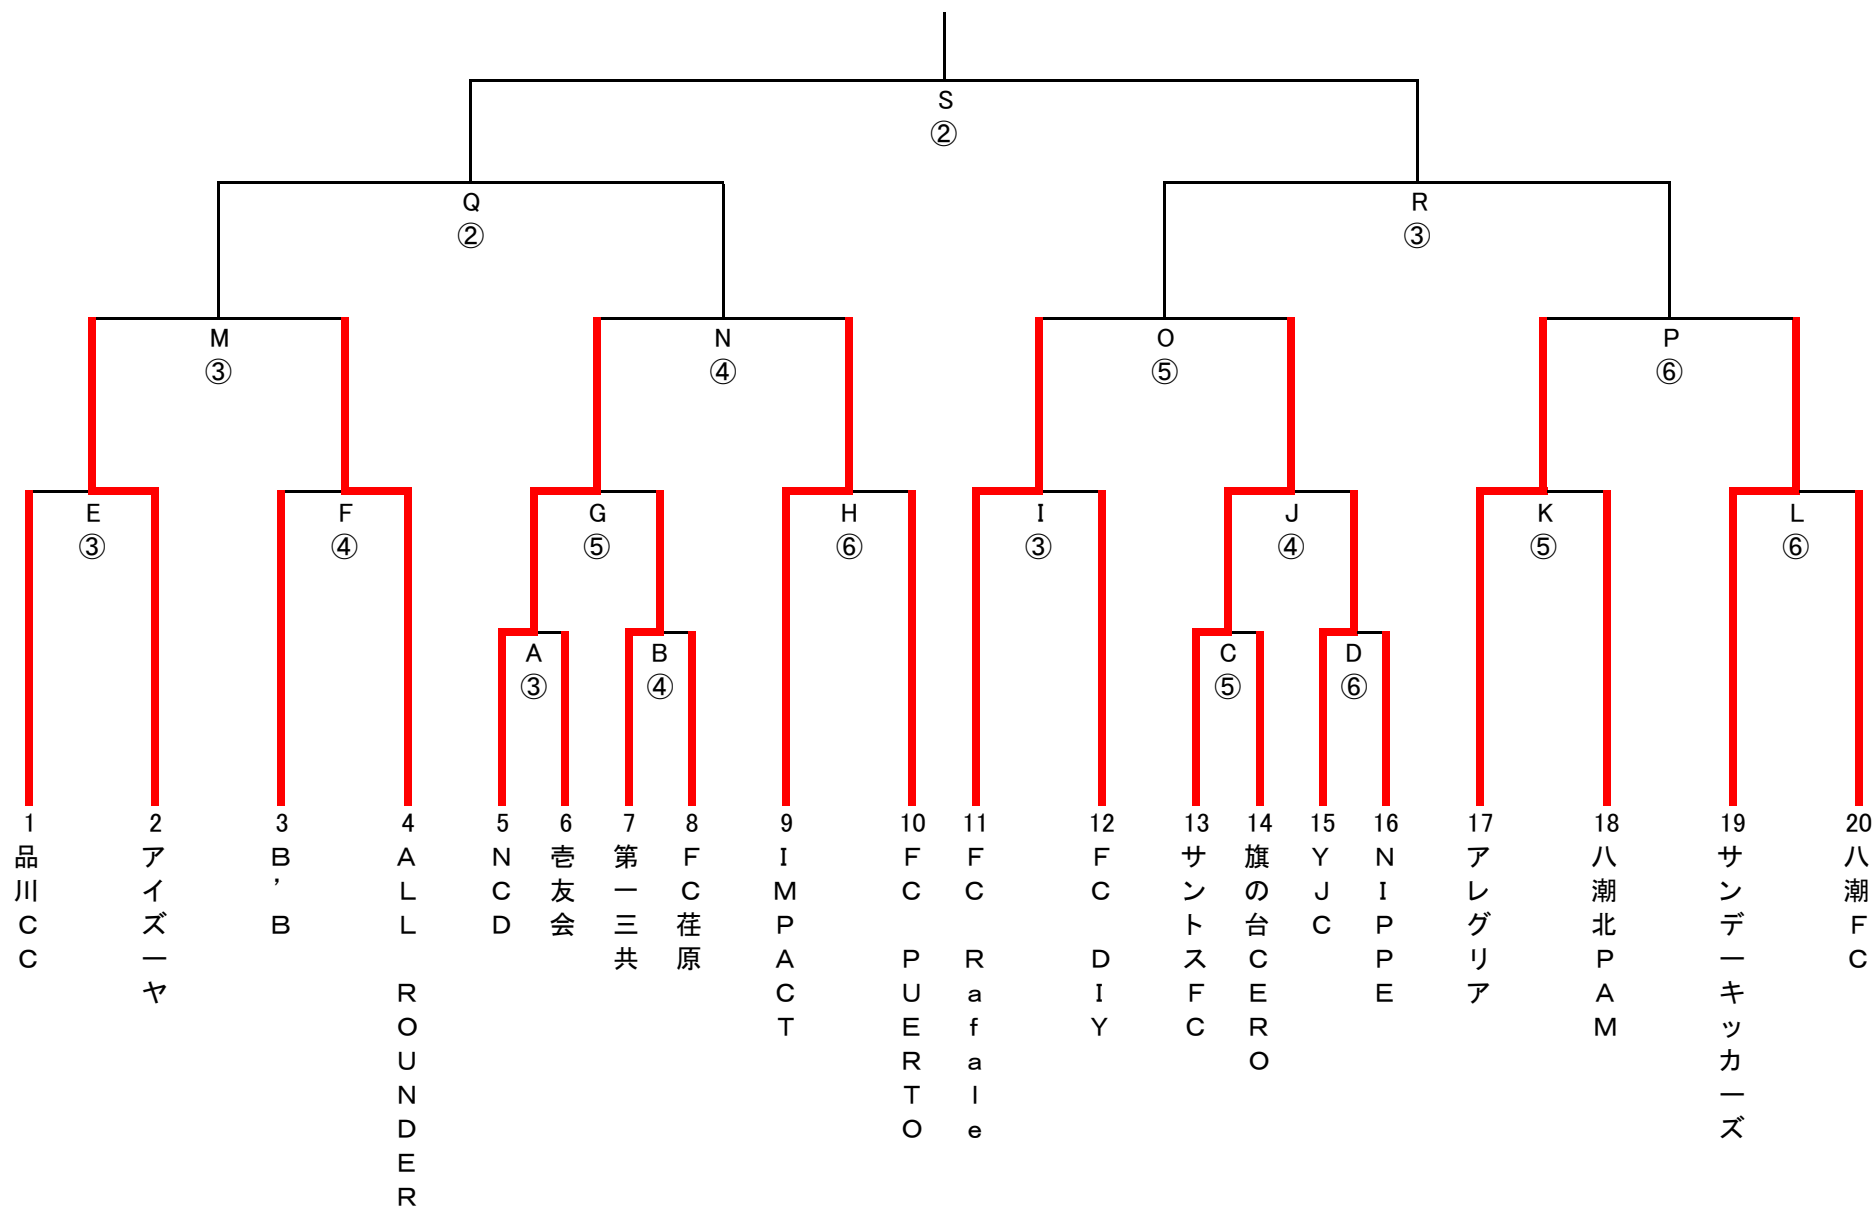 S
②
Q
②
R
③
M
③
N
④
O
⑤
P
⑥
E
③
F
④
G
⑤
H
⑥
I
③
J
④
K
⑤
L
⑥
A
③
B
④
C
⑤
D
⑥
1
品川CC
2
アイズーヤ
3
B'B
4
ALL ROUNDER
5
NCD
6
壱友会
7
第一三共
8
FC荏原
9
IMPACT
10
FC PUERTO
11
FC Rafale
12
FC DIY
13
サントスFC
14
旗の台CERO
15
YJC
16
NIPPE
17
アレグリア
18
八潮北PAM
19
サンデーキッカーズ
20
八潮FC